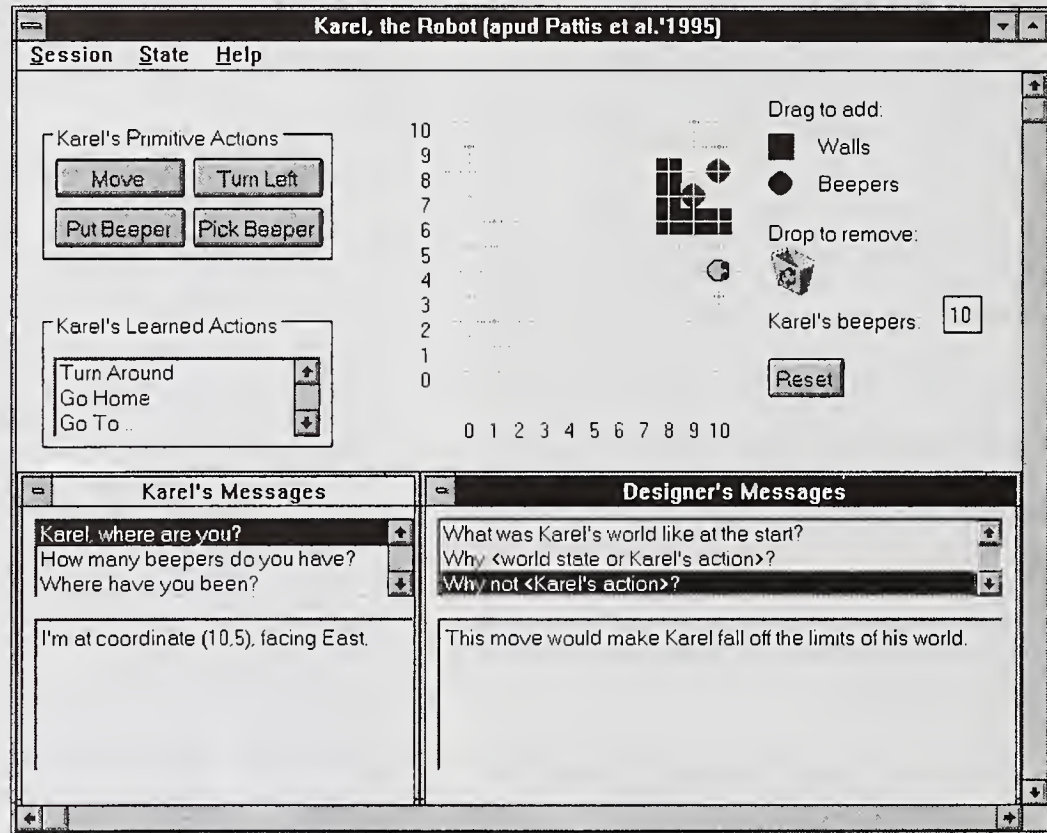 Karel, the Robot (apud Pattis et al.'1995)
Session State Help
Karel's Primitive Actions
Move Turn Left
Put Beeper Pick Beeper
Karel's Learned Actions
Turn Around
Go Home
Go To...
10
9
8
7
6
5
4
3
2
1
0
0 1 2 3 4 5 6 7 8 9 10
Drag to add:
Walls
Beepers
Drop to remove:
Karel's beepers: 10
Reset
Karel's Messages
Karel, where are you?
How many beepers do you have?
Where have you been?
I'm at coordinate (10,5), facing East.
Designer's Messages
What was Karel's world like at the start?
Why <world state or Karel's action>?
Why not <Karel's action>?
This move would make Karel fall off the limits of his world.